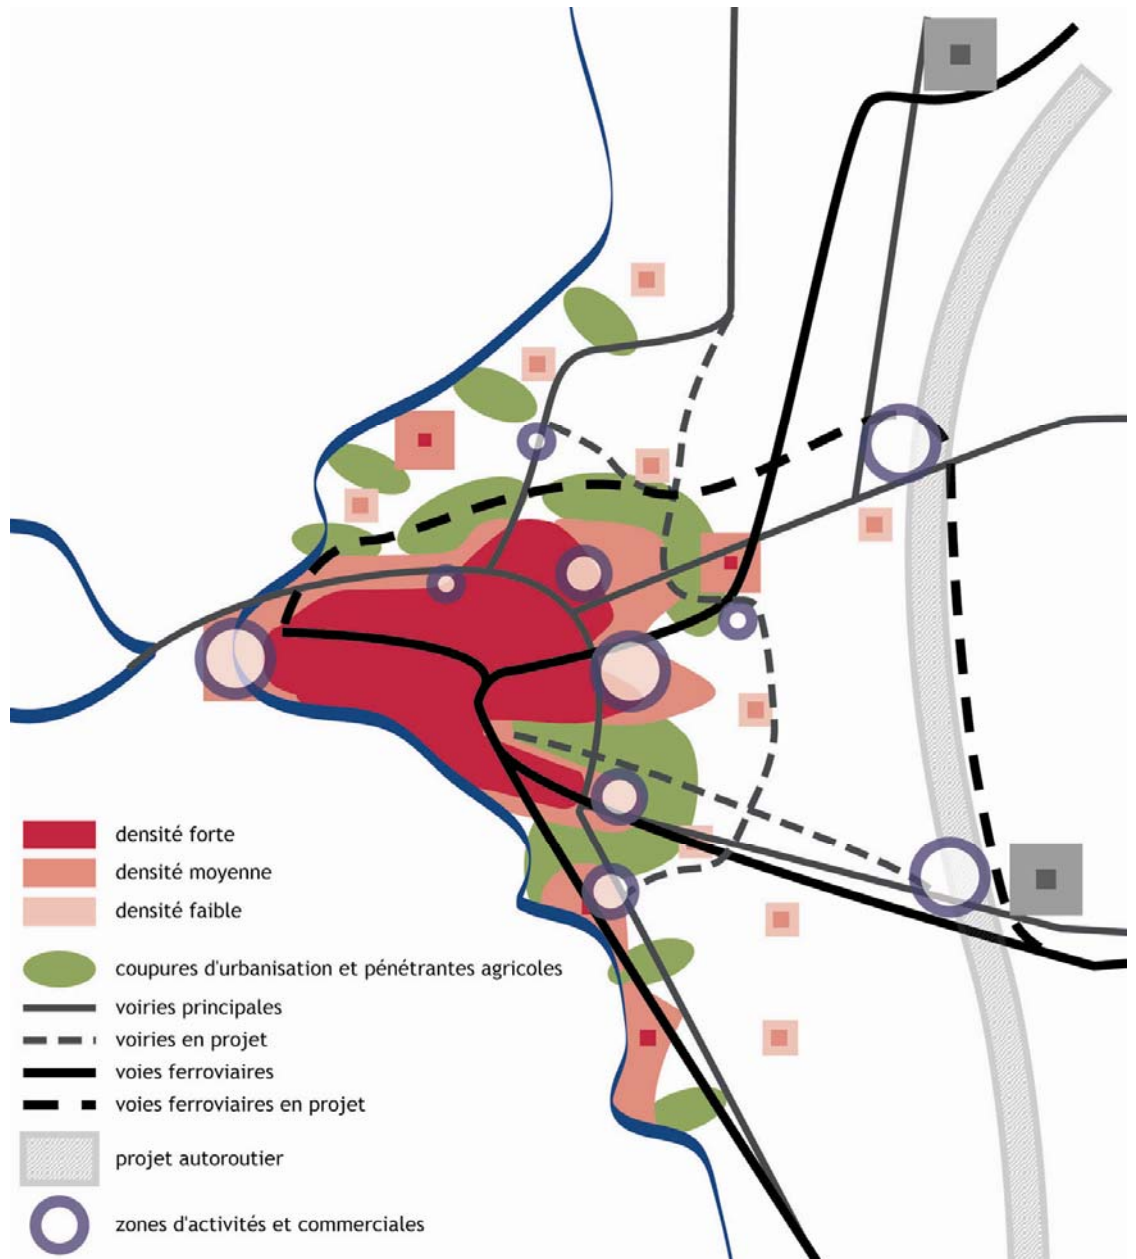 densité forte
densité moyenne
densité faible
coupures d'urbanisation et pénétrantes agricoles
voiries principales
voiries en projet
voies ferroviaires
voies ferroviaires en projet
projet autoroutier
zones d'activités et commerciales